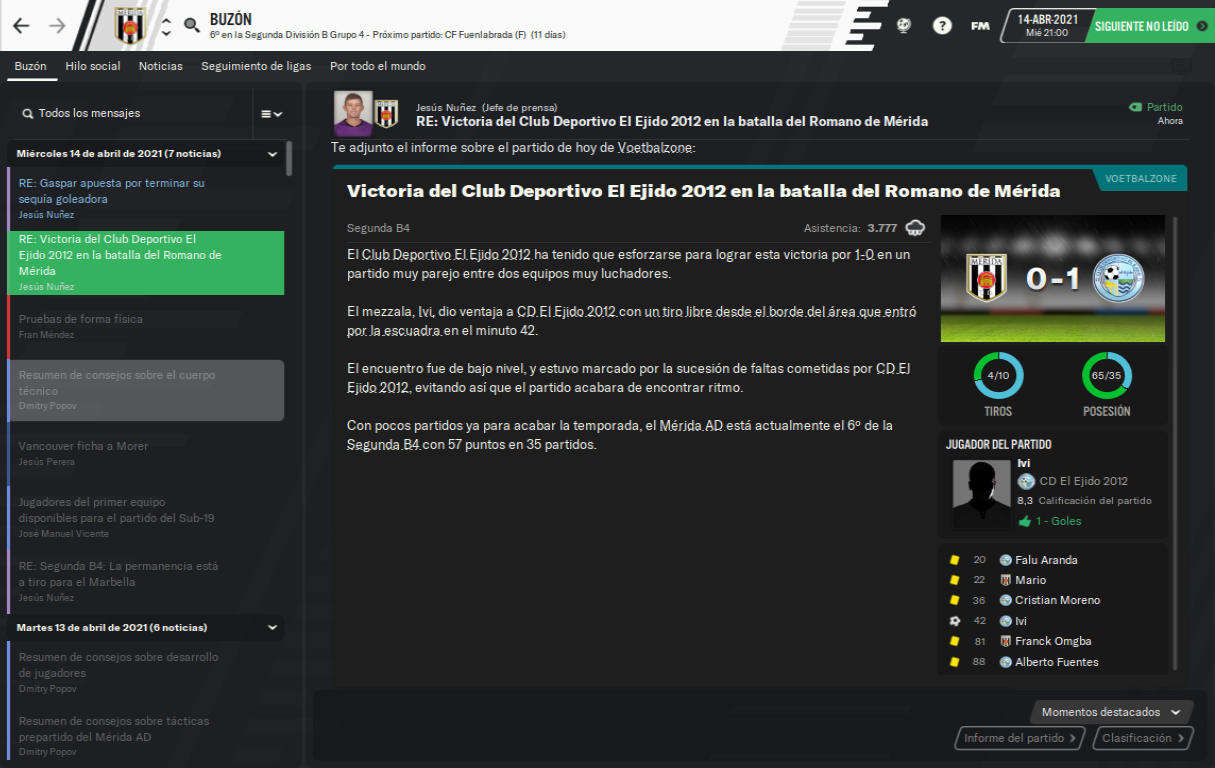 BUZÓN
6º en la Segunda División B Grupo 4 - Próximo partido: CF Fuenlabrada (F) (11 días)
FM
14-ABR-2021
Mié 21:00
SIGUIENTE NO LEÍDO
Buzón
Hilo social
Noticias
Seguimiento de ligas
Por todo el mundo
Todos los mensajes
Miércoles 14 de abril de 2021 (7 noticias)
RE: Gaspar apuesta por terminar su
sequía goleadora
Jesús Nuñez
RE: Victoria del Club Deportivo El
Ejido 2012 en la batalla del Romano de
Mérida
Jesús Nuñez
Pruebas de forma física
Fran Méndez
Resumen de consejos sobre el cuerpo
técnico
Dmitry Popov
Vancouver ficha a Morer
Jesús Perera
Jugadores del primer equipo
disponibles para el partido del Sub-19
José Manuel Vicente
RE: Segunda B4: La permanencia está
a tiro para el Marbella
Jesús Nuñez
Martes 13 de abril de 2021 (6 noticias)
Resumen de consejos sobre desarrollo
de jugadores
Dmitry Popov
Resumen de consejos sobre tácticas
prepartido del Mérida AD
Dmitry Popov
Jesús Nuñez (Jefe de prensa)
RE: Victoria del Club Deportivo El Ejido 2012 en la batalla del Romano de Mérida
Partido
Ahora
Te adjunto el informe sobre el partido de hoy de Voetbalzone:
VOETBALZONE
Victoria del Club Deportivo El Ejido 2012 en la batalla del Romano de Mérida
Segunda B4
Asistencia: 3.777
El Club Deportivo El Ejido 2012 ha tenido que esforzarse para lograr esta victoria por 1-0 en un
partido muy parejo entre dos equipos muy luchadores.
El mezzala, Ivi, dio ventaja a CD El Ejido 2012 con un tiro libre desde el borde del área que entró
por la escuadra en el minuto 42.
El encuentro fue de bajo nivel, y estuvo marcado por la sucesión de faltas cometidas por CD El
Ejido 2012, evitando así que el partido acabara de encontrar ritmo.
Con pocos partidos ya para acabar la temporada, el Mérida AD está actualmente el 6º de la
Segunda B4 con 57 puntos en 35 partidos.
MÉRIDA
0-1
4/10
65/35
TIROS
POSESIÓN
JUGADOR DEL PARTIDO
Ivi
CD El Ejido 2012
8,3 Calificación del partido
1 - Goles
20 Falu Aranda
22 Mario
36 Cristian Moreno
42 Ivi
81 Franck Omgba
88 Alberto Fuentes
Momentos destacados
Informe del partido
Clasificación